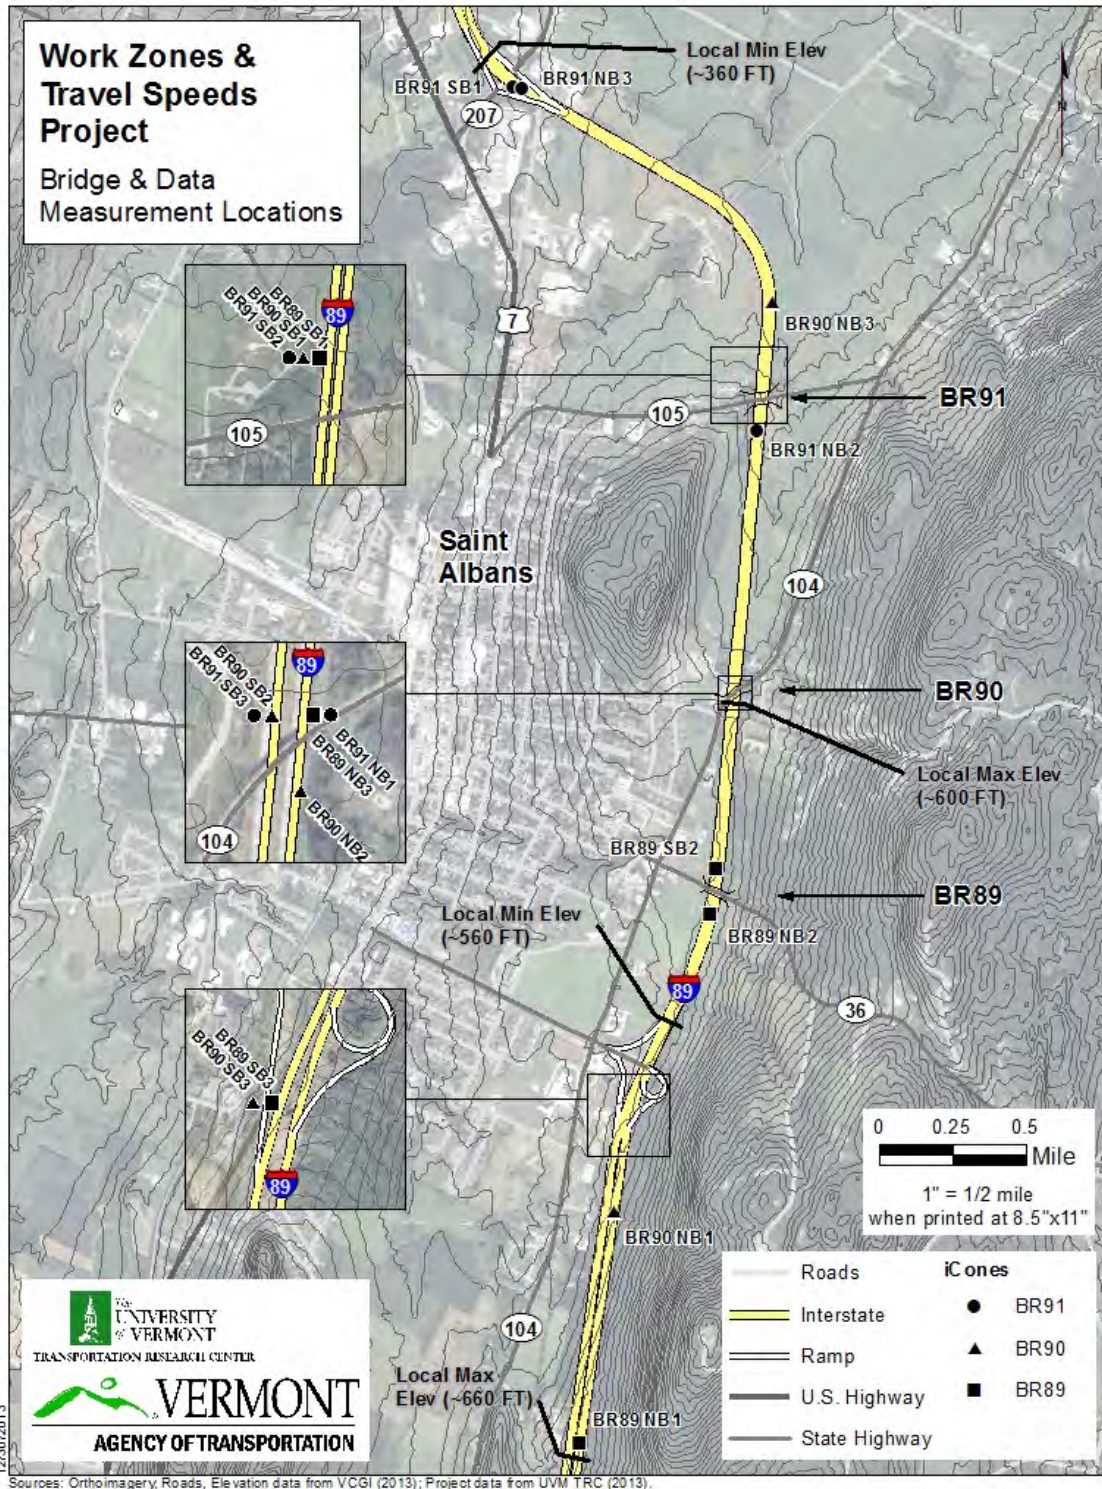 Work Zones &
Travel Speeds
Project
Bridge & Data
Measurement Locations
Local Min Elev
(~360 FT)
BR91 SB1
BR91 NB3
207
7
BR90 NB3
BR89 SB1
BR90 SB1
BR91 SB2
89
105
105
BR91
BR91 NB2
Saint
Albans
104
BR90 SB2
BR91 SB3
89
BR91 NB1
BR89 NB3
BR90 NB2
104
BR90
Local Max Elev
(~600 FT)
BR89 SB2
BR89
Local Min Elev
(~560 FT)
BR89 NB2
89
36
BR89 SB3
BR90 SB3
89
0 0.25 0.5
Mile
1" = 1/2 mile
when printed at 8.5"x11"
BR90 NB1
104
Local Max
Elev (~660 FT)
BR89 NB1
Roads
Interstate
Ramp
U.S. Highway
State Highway
iCones
BR91
BR90
BR89
The
UNIVERSITY
of VERMONT
TRANSPORTATION RESEARCH CENTER
VERMONT
AGENCY OF TRANSPORTATION
Sources: Orthoimagery, Roads, Elevation data from VCGI (2013); Project data from UVM TRC (2013).